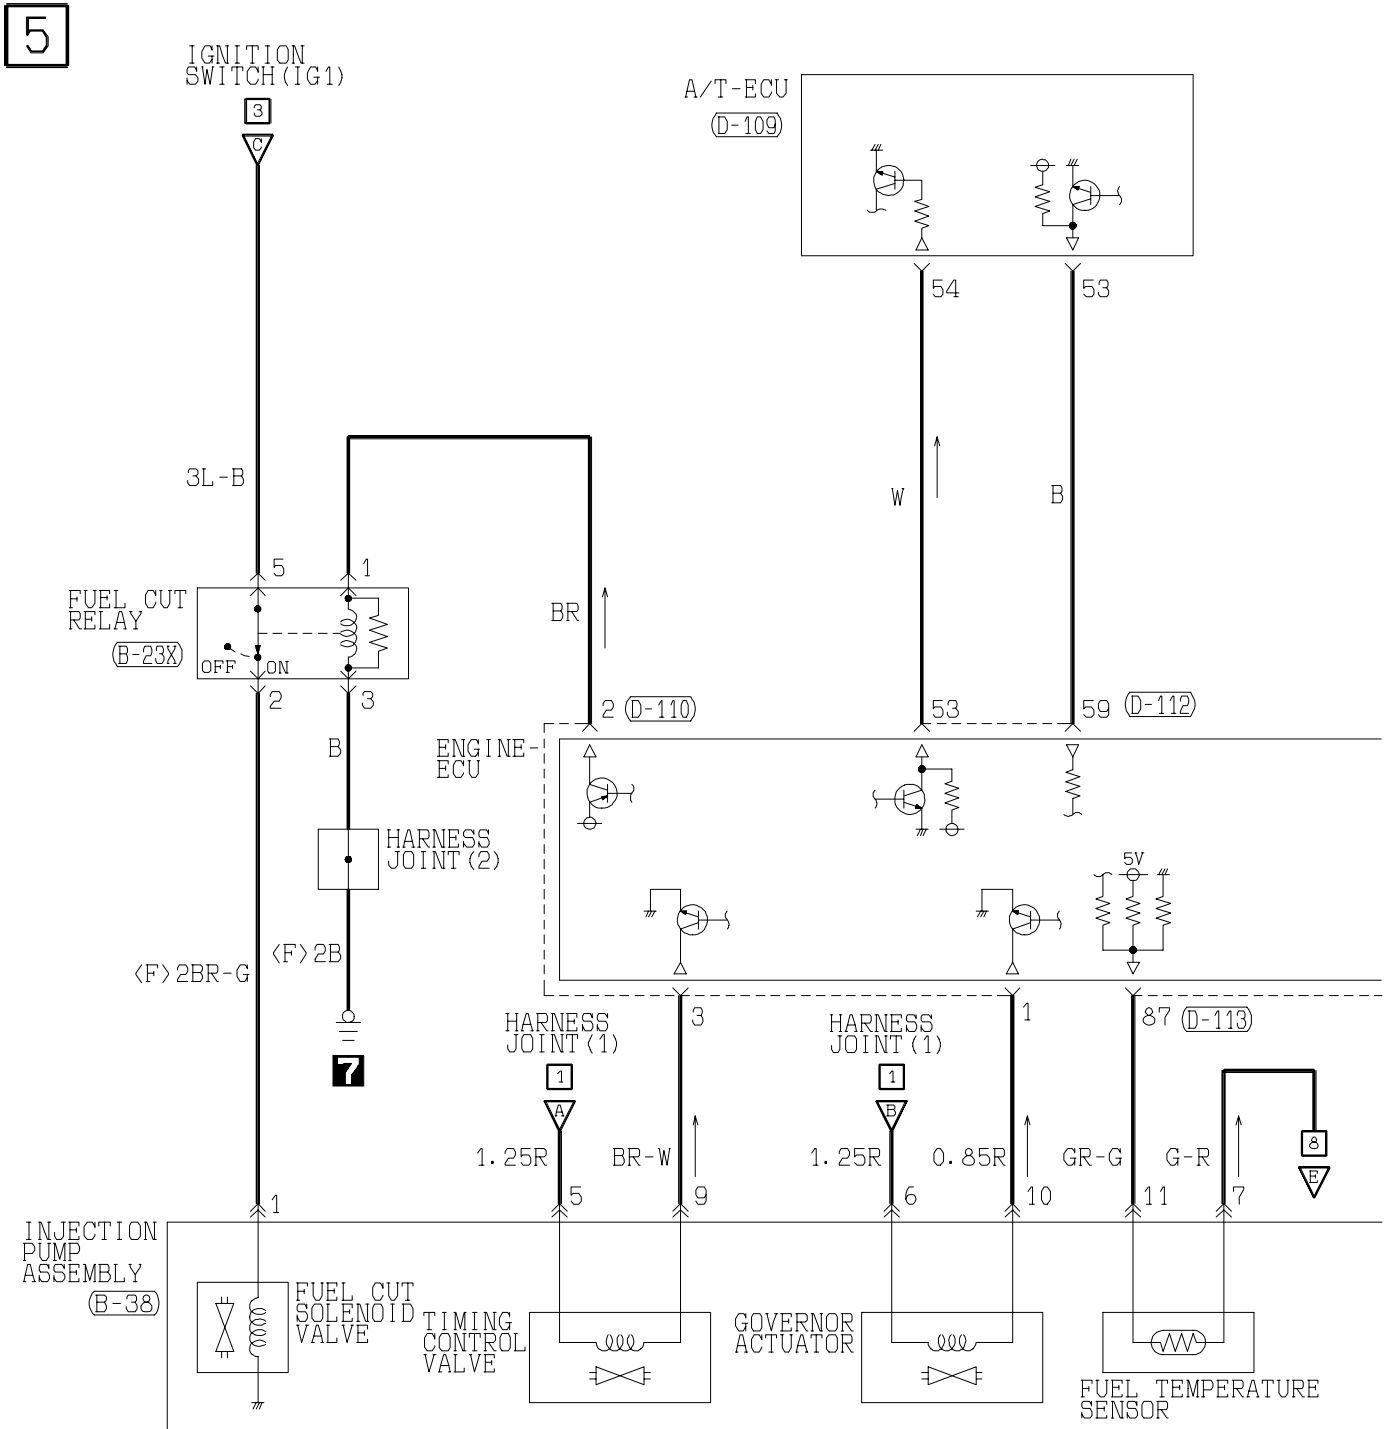 5
IGNITION
SWITCH(IG1)
3
C
A/T-ECU
D-109
54
53
3L-B
W
B
5
1
FUEL CUT
RELAY
B-23X
OFF
ON
BR
2
3
2
D-110
53
59
D-112
B
ENGINE-
ECU
HARNESS
JOINT(2)
5V
<F>2B
<F>2BR-G
7
HARNESS
JOINT(1)
3
HARNESS
JOINT(1)
1
87
D-113
1
A
1
B
8
E
1.25R
BR-W
1.25R
0.85R
GR-G
G-R
1
5
9
6
10
11
7
INJECTION
PUMP
ASSEMBLY
B-38
FUEL CUT
SOLENOID
VALVE
TIMING
CONTROL
VALVE
GOVERNOR
ACTUATOR
FUEL TEMPERATURE
SENSOR